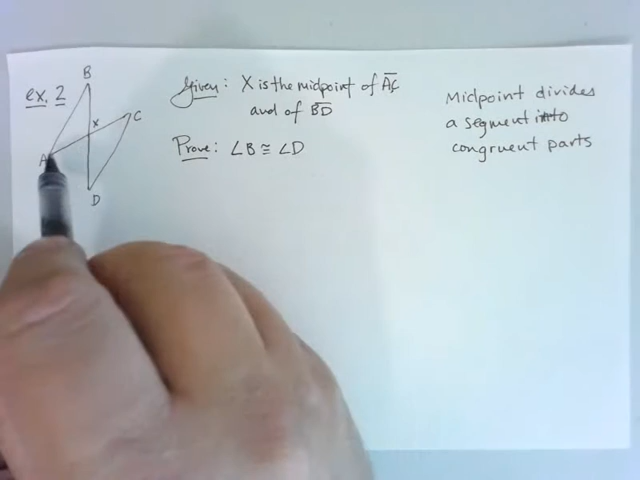 ex. 2
B
C
X
A
D
Given: X is the midpoint of AC
and of BD
Prove: ∠B ≅ ∠D
Midpoint divides
a segment into
congruent parts